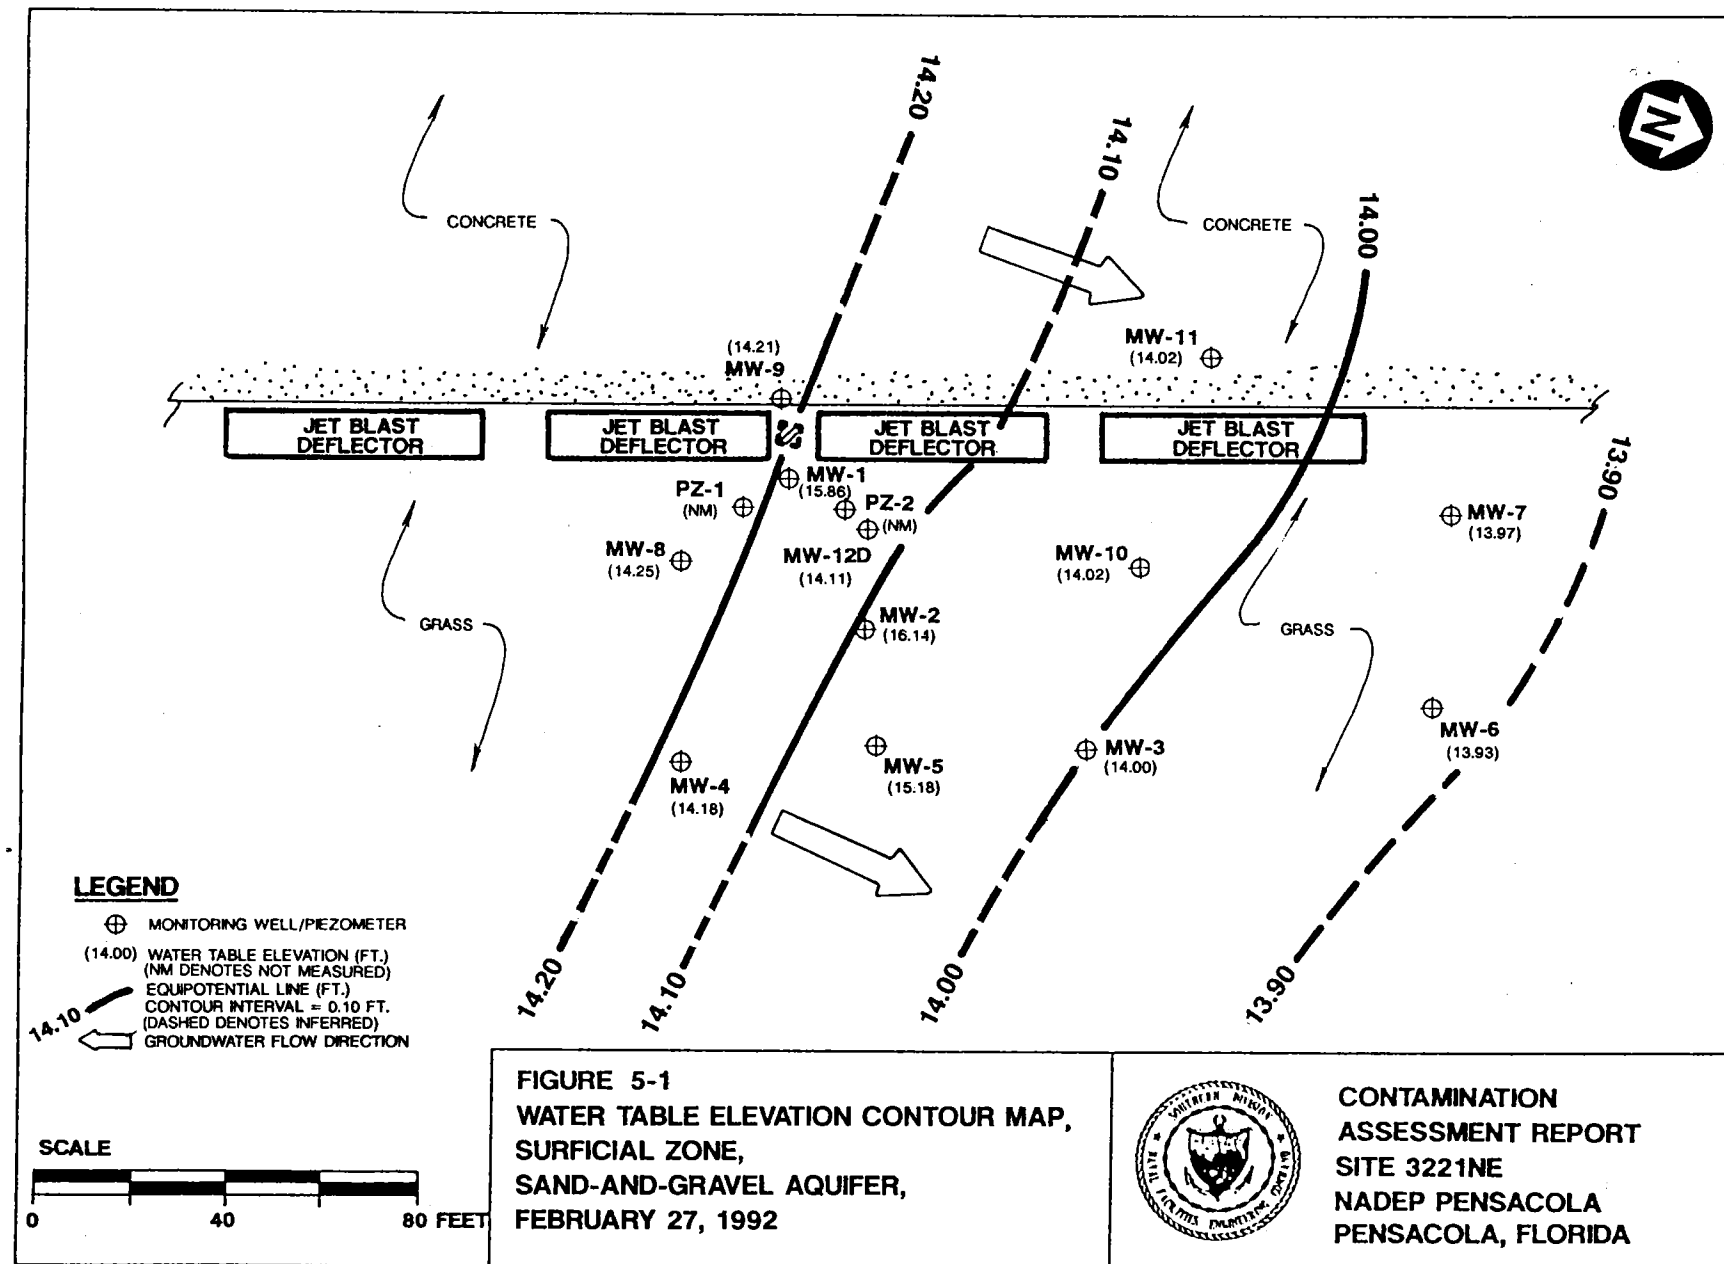 14.20
14.10
14.00
N
CONCRETE
CONCRETE
(14.21)
MW-9
MW-11
(14.02)
JET BLAST
DEFLECTOR
JET BLAST
DEFLECTOR
JET BLAST
DEFLECTOR
JET BLAST
DEFLECTOR
13.90
MW-1
(15.86)
PZ-1
(NM)
PZ-2
(NM)
MW-7
(13.97)
MW-8
(14.25)
MW-12D
(14.11)
MW-10
(14.02)
MW-2
(16.14)
GRASS
GRASS
MW-6
(13.93)
MW-3
(14.00)
MW-5
(15.18)
MW-4
(14.18)
14.20
14.10
14.00
13.90
LEGEND
MONITORING WELL/PIEZOMETER
(14.00) WATER TABLE ELEVATION (FT.)
(NM DENOTES NOT MEASURED)
14.10 EQUIPOTENTIAL LINE (FT.)
CONTOUR INTERVAL = 0.10 FT.
(DASHED DENOTES INFERRED)
GROUNDWATER FLOW DIRECTION
SCALE
0 40 80 FEET
FIGURE 5-1
WATER TABLE ELEVATION CONTOUR MAP,
SURFICIAL ZONE,
SAND-AND-GRAVEL AQUIFER,
FEBRUARY 27, 1992
SOUTHERN DIVISION
NAVAL FACILITIES ENGINEERING COMMAND
CONTAMINATION
ASSESSMENT REPORT
SITE 3221NE
NADEP PENSACOLA
PENSACOLA, FLORIDA